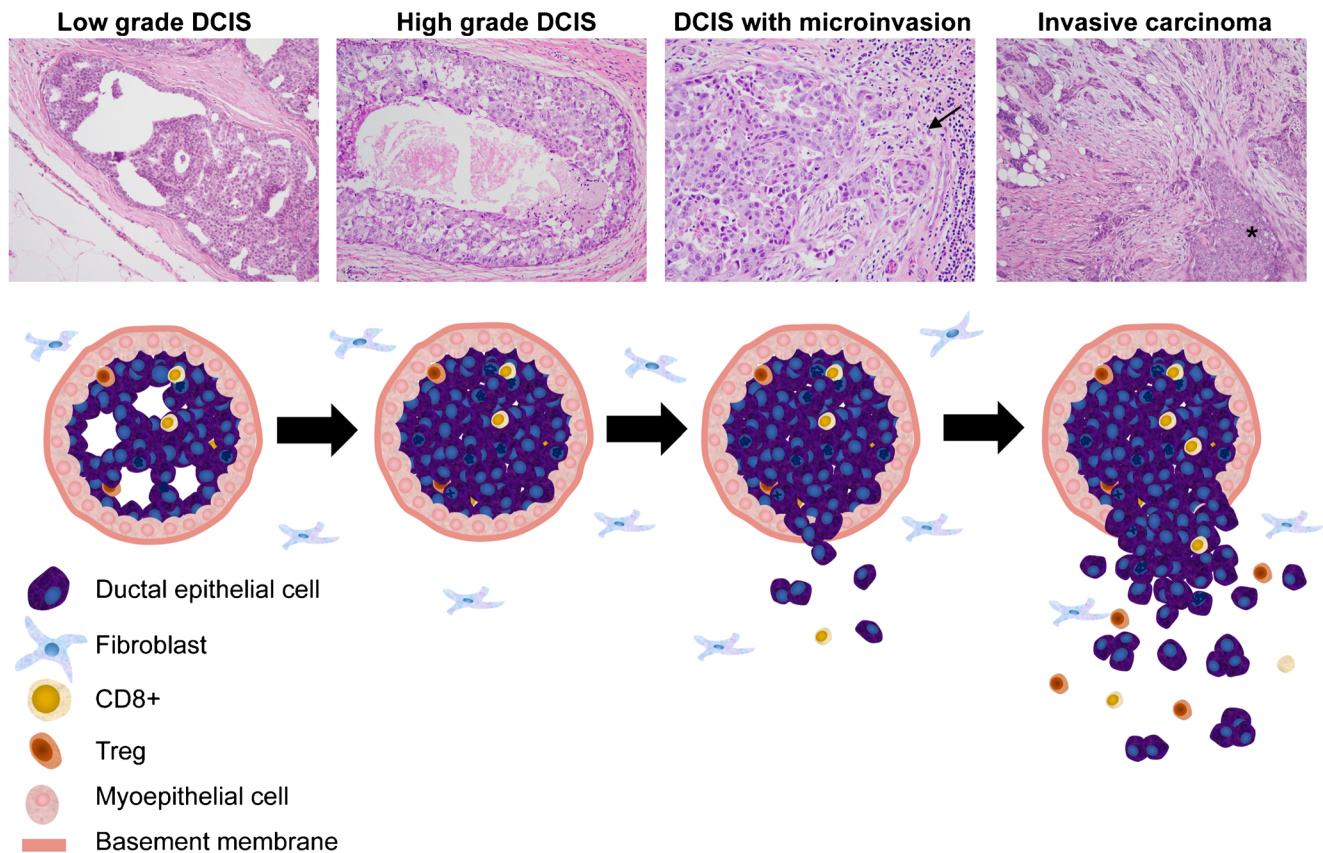 Low grade DCIS
High grade DCIS
DCIS with microinvasion
Invasive carcinoma
*
Ductal epithelial cell
Fibroblast
CD8+
Treg
Myoepithelial cell
Basement membrane